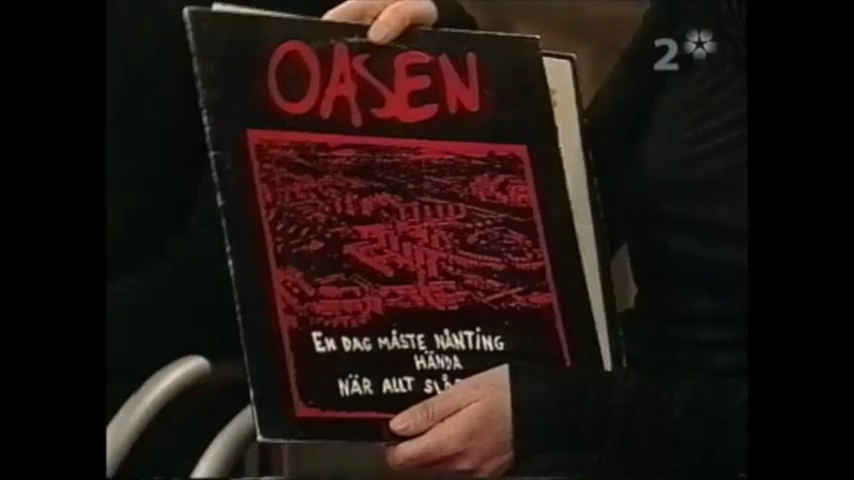 2
OASEN
EN DAG MÅSTE NÅNTING
HÄNDA
NÄR ALLT